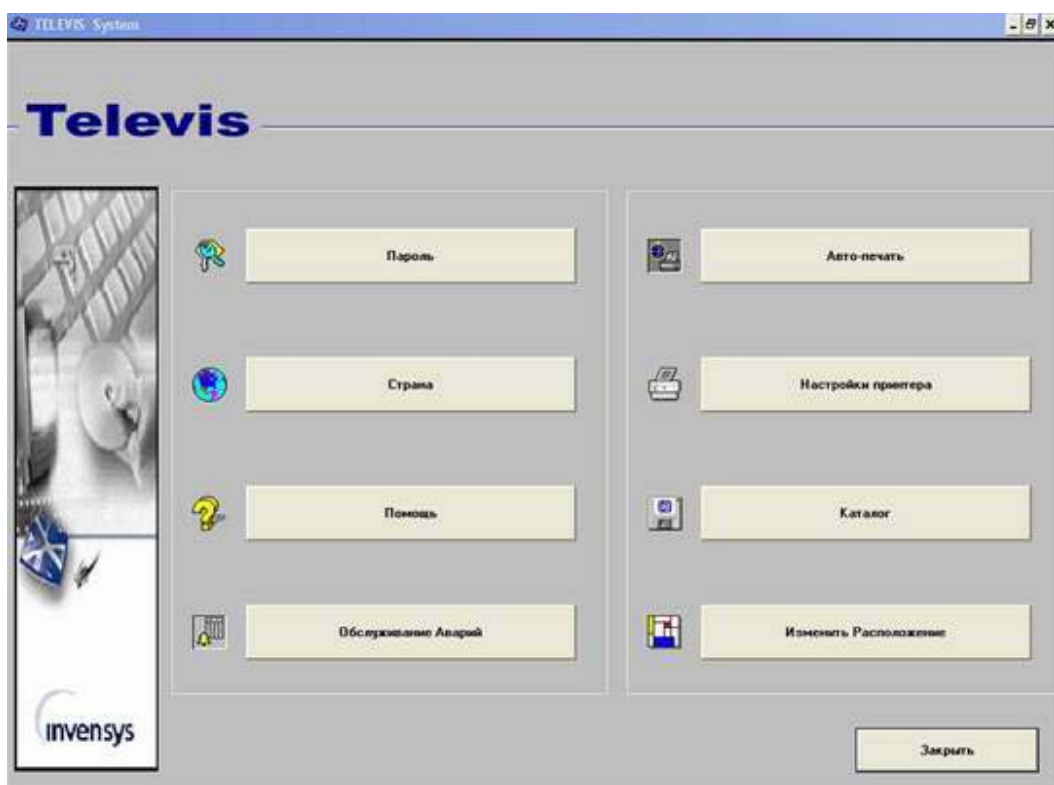 TELEVIS System
Televis
Пароль
Авто-печать
Страна
Настройки принтера
Помощь
Каталог
Обслуживание Аварий
Изменить Расположение
invensys
Закрыть